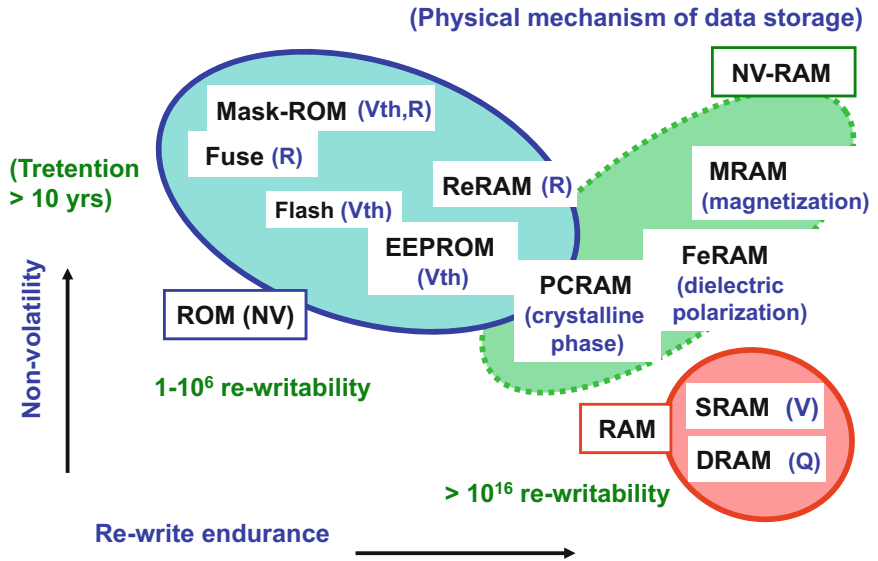 (Physical mechanism of data storage)
NV-RAM
Mask-ROM (Vth,R)
Fuse (R)
(Tretention
> 10 yrs)
ReRAM (R)
MRAM
(magnetization)
Flash (Vth)
EEPROM
(Vth)
FeRAM
(dielectric
polarization)
PCRAM
(crystalline
phase)
ROM (NV)
Non-volatility
1-10⁶ re-writability
SRAM (V)
RAM
DRAM (Q)
> 10¹⁶ re-writability
Re-write endurance